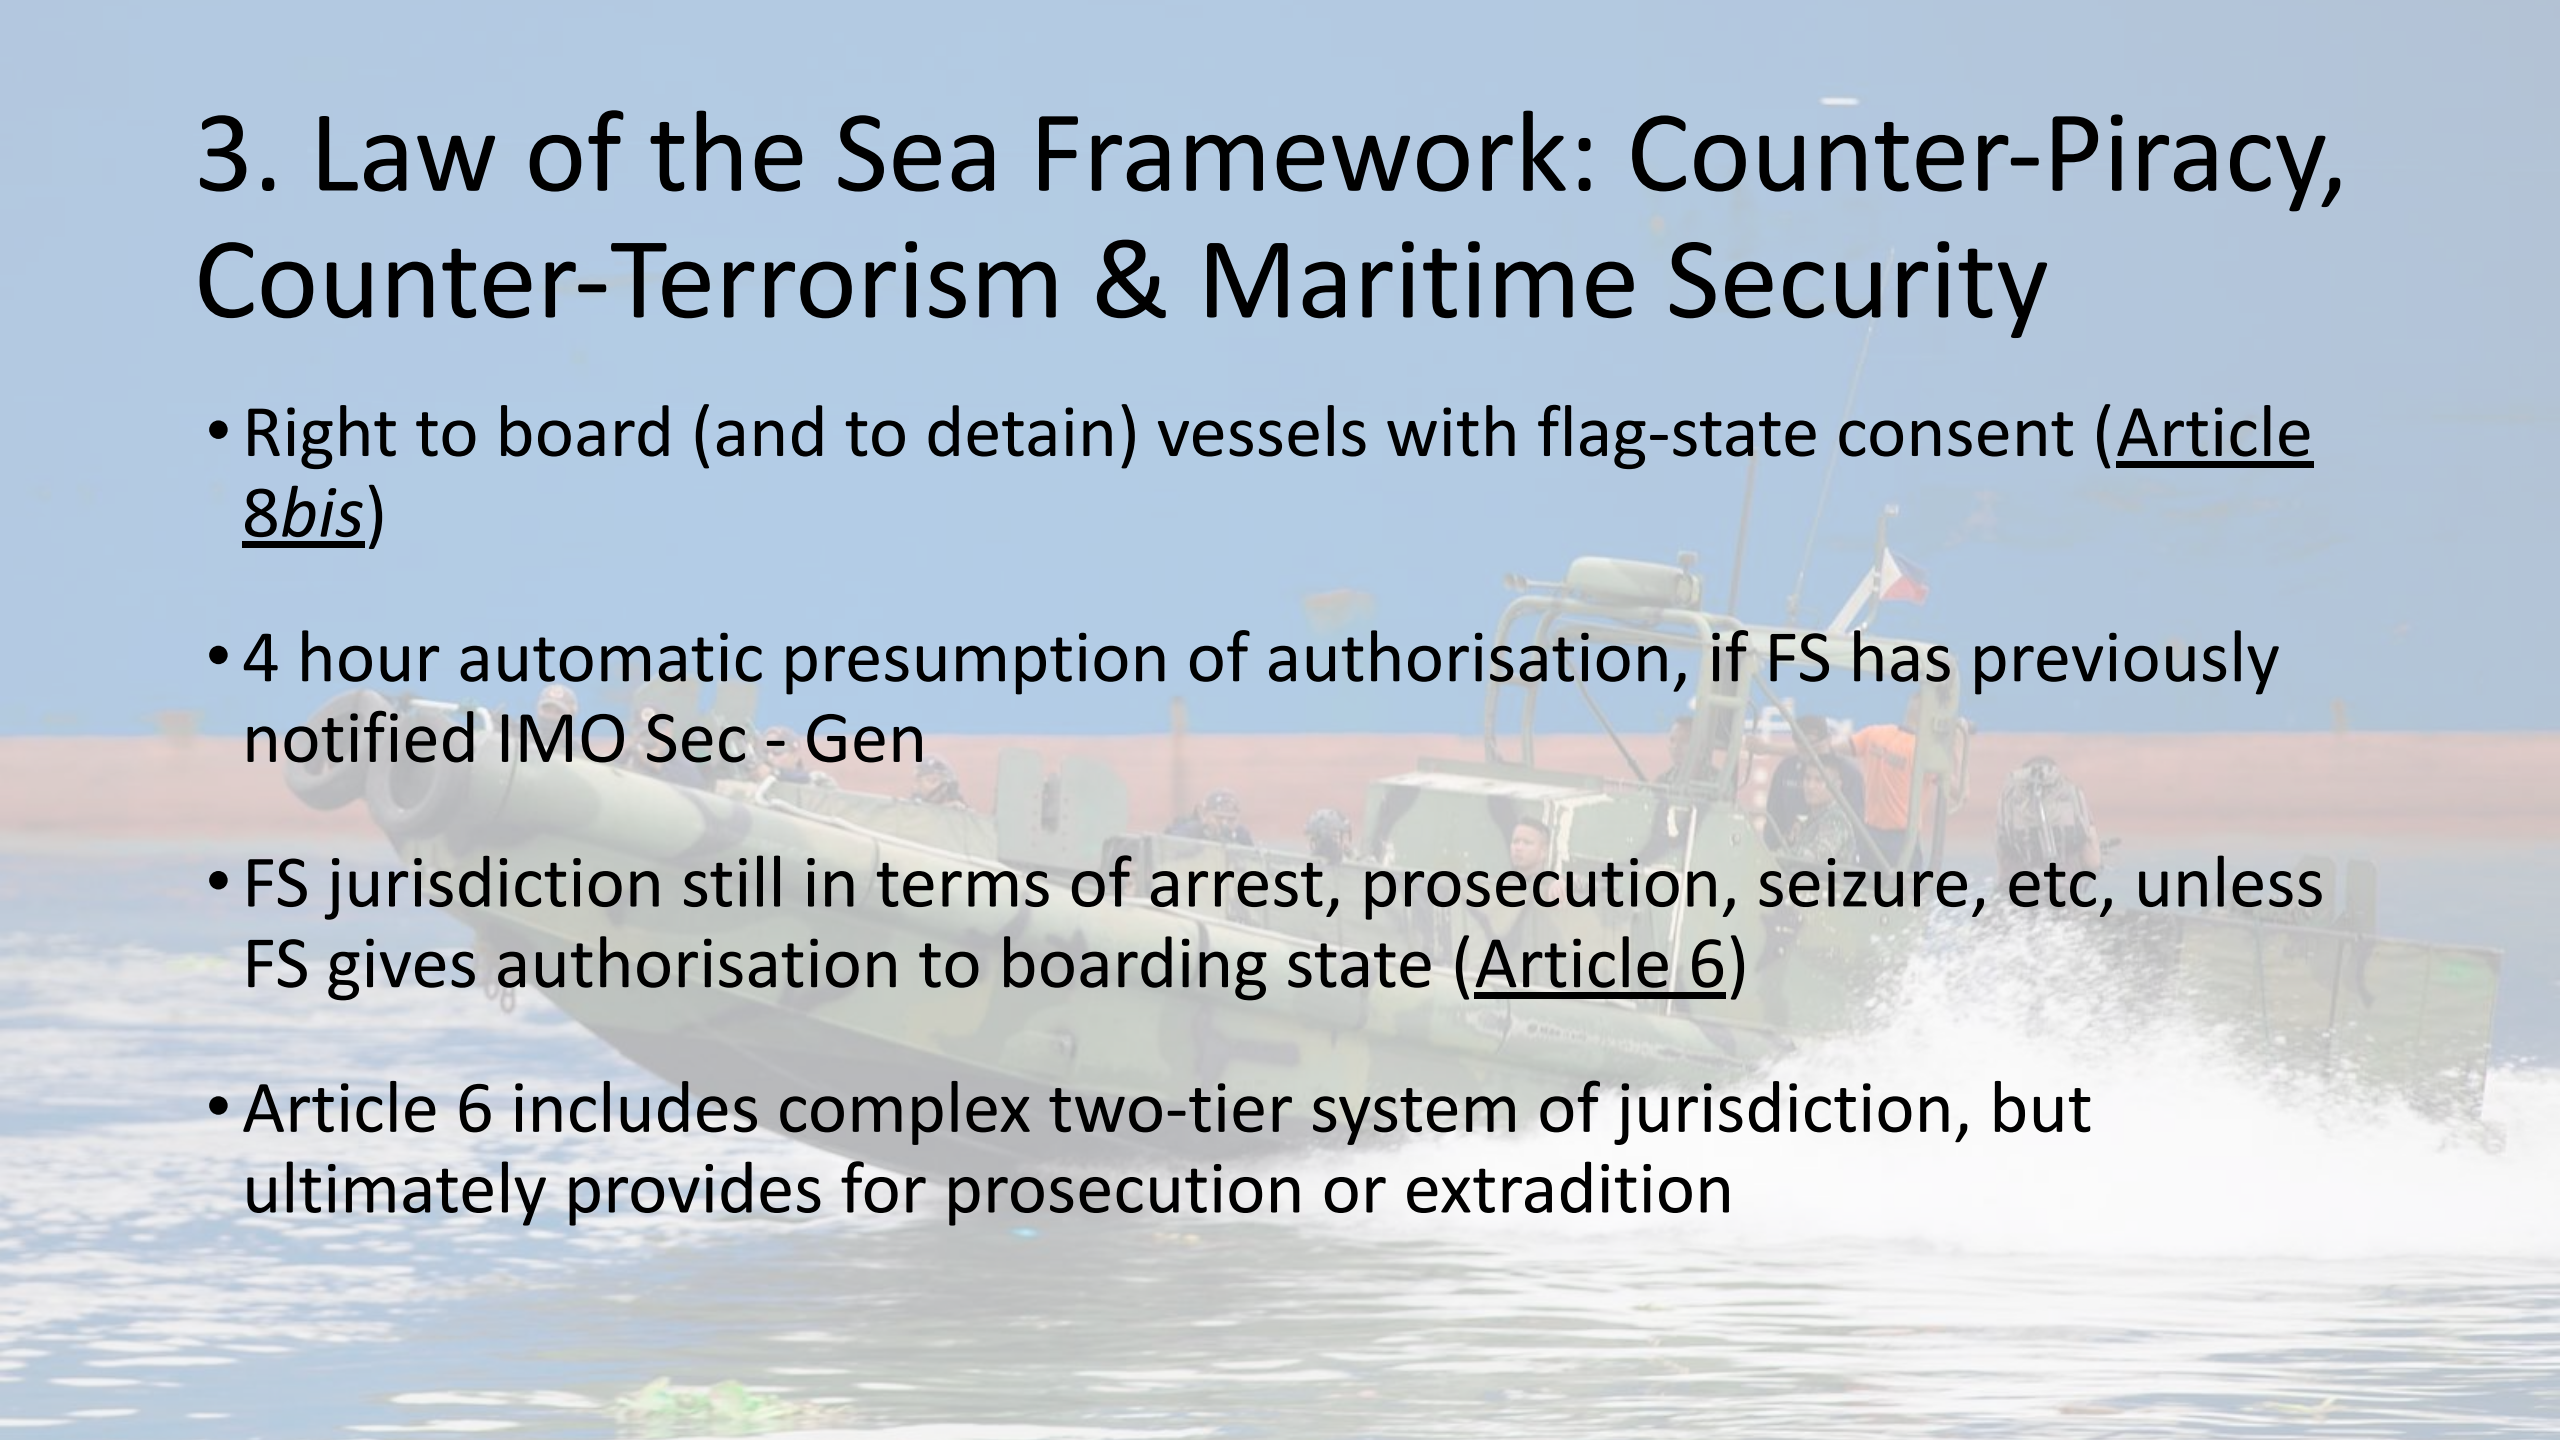 3. Law of the Sea Framework: Counter-Piracy,
Counter-Terrorism & Maritime Security
• Right to board (and to detain) vessels with flag-state consent (Article
8bis)
• 4 hour automatic presumption of authorisation, if FS has previously
notified IMO Sec - Gen
• FS jurisdiction still in terms of arrest, prosecution, seizure, etc, unless
FS gives authorisation to boarding state (Article 6)
• Article 6 includes complex two-tier system of jurisdiction, but
ultimately provides for prosecution or extradition